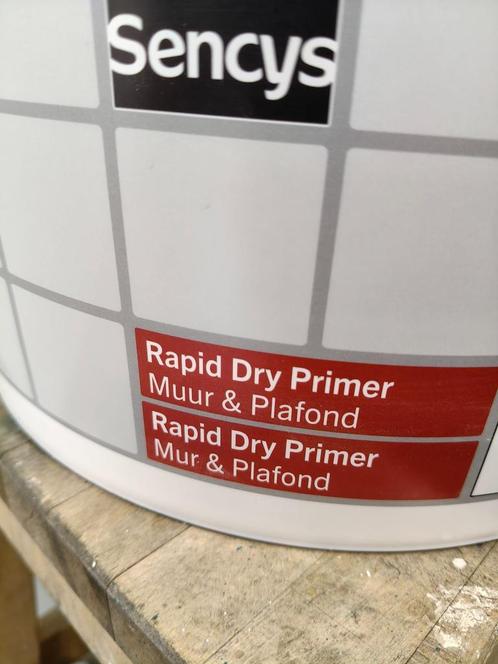 Sencys
Rapid Dry Primer
Muur & Plafond
Rapid Dry Primer
Mur & Plafond